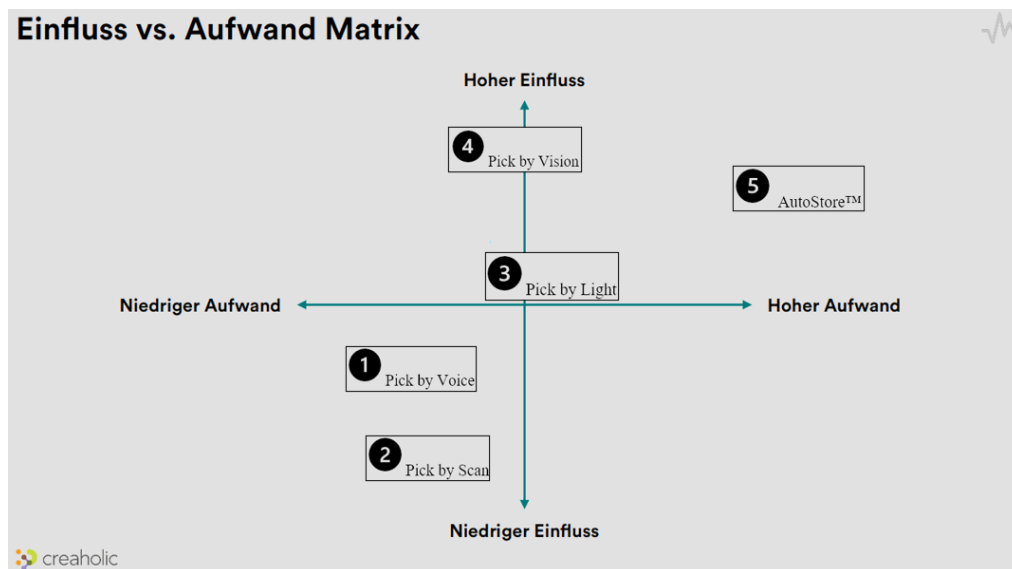 Einfluss vs. Aufwand Matrix
Hoher Einfluss
4 Pick by Vision
5 AutoStore™
3 Pick by Light
Niedriger Aufwand
Hoher Aufwand
1 Pick by Voice
2 Pick by Scan
Niedriger Einfluss
creaholic